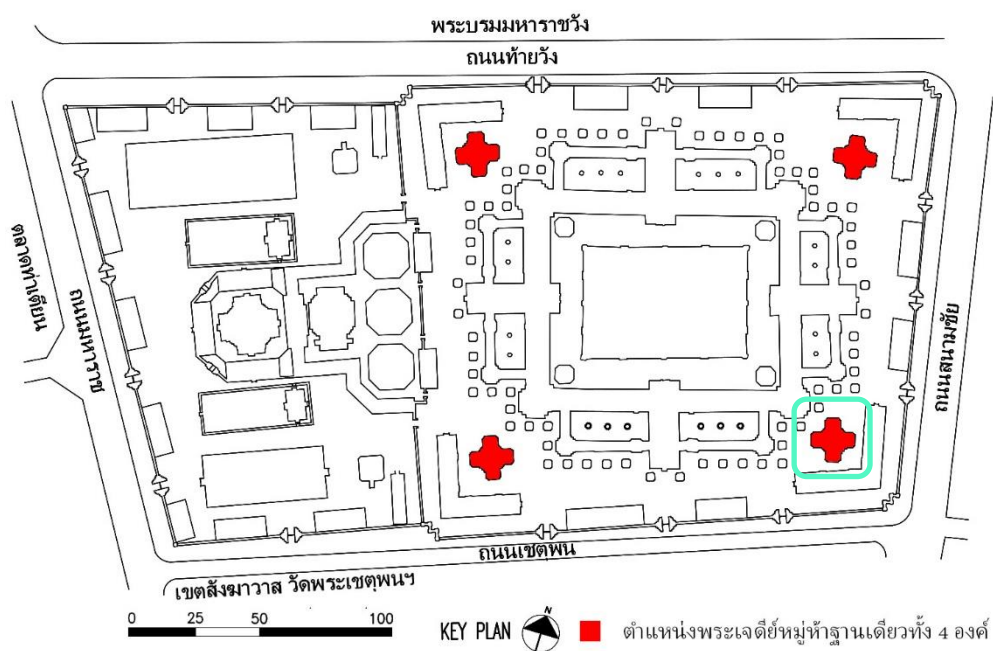 พระบรมมหาราชวัง
ถนนท้ายวัง
ตลาดท่าเตียน
ถนนมหาราช
ถนนสนามชัย
ถนนเชตุพน
เขตสังฆาวาส วัดพระเชตุพนฯ
0 25 50 100
KEY PLAN N ตำแหน่งพระเจดีย์หมู่ห้าฐานเดียวทั้ง 4 องค์